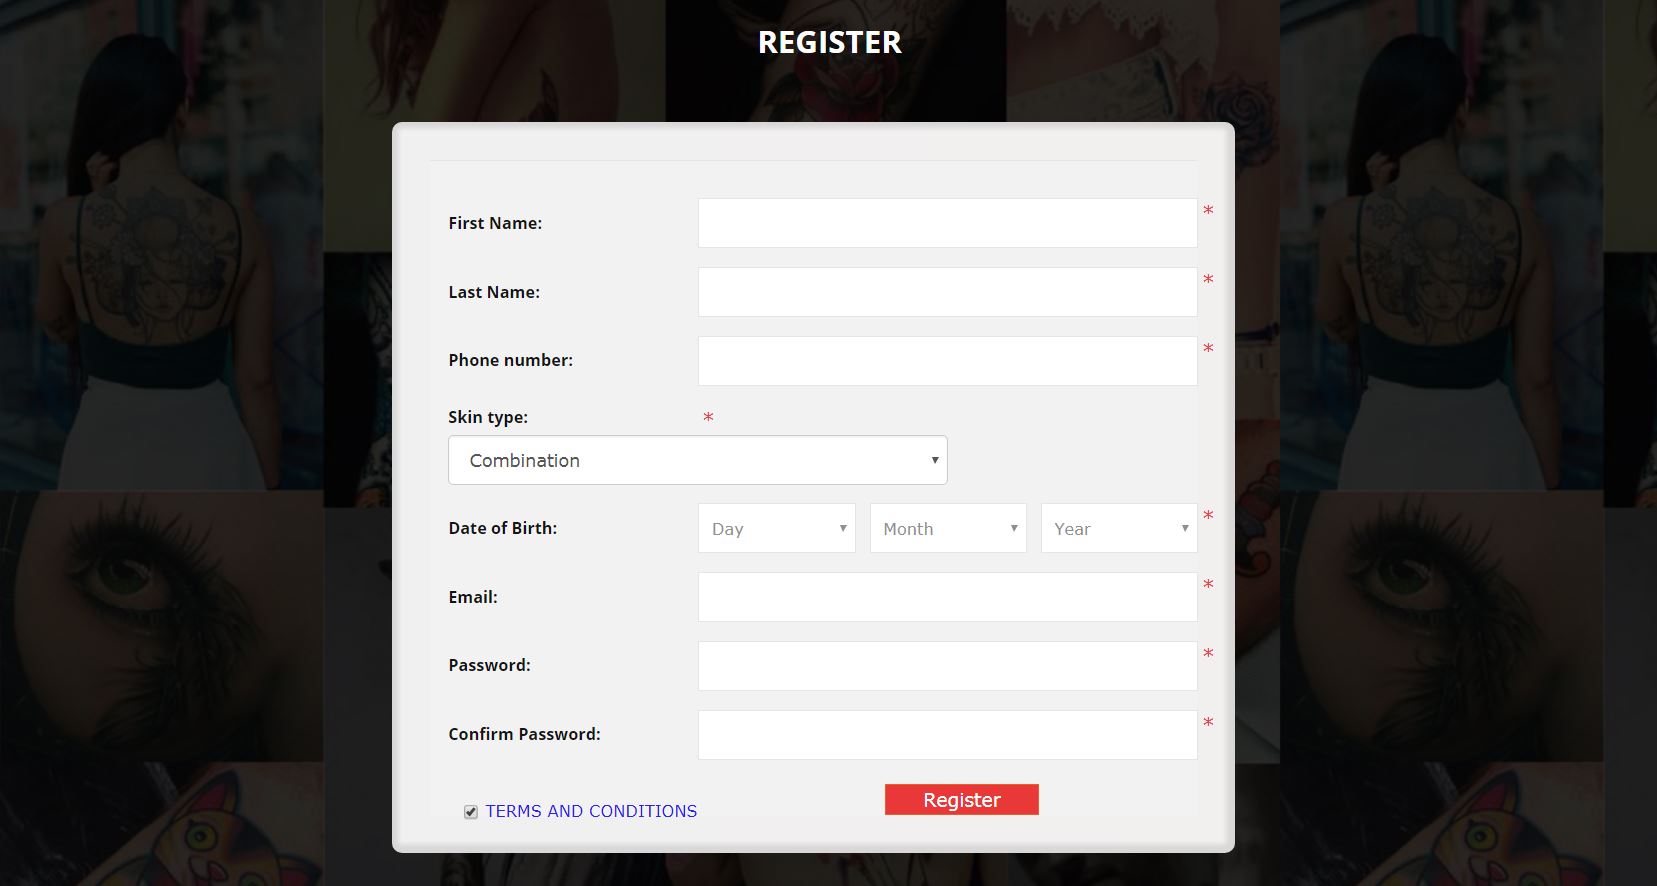 REGISTER
First Name: *
Last Name: *
Phone number: *
Skin type: *
Combination
Date of Birth: Day Month Year *
Email: *
Password: *
Confirm Password: *
TERMS AND CONDITIONS Register